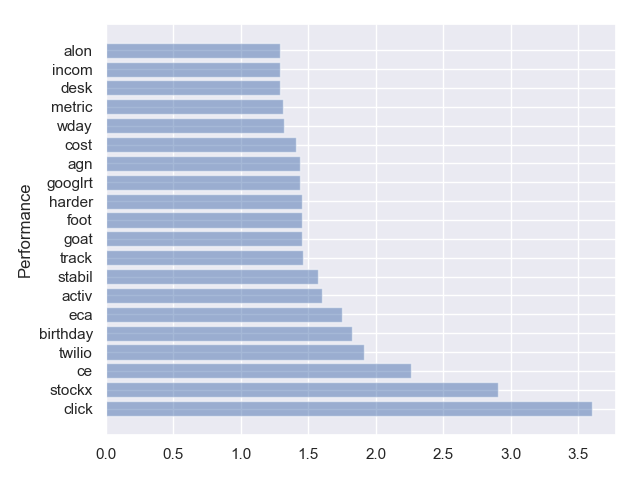 alon
incom
desk
metric
wday
cost
agn
googlrt
harder
foot
goat
track
stabil
activ
eca
birthday
twilio
ce
stockx
click
Performance
0.0 0.5 1.0 1.5 2.0 2.5 3.0 3.5